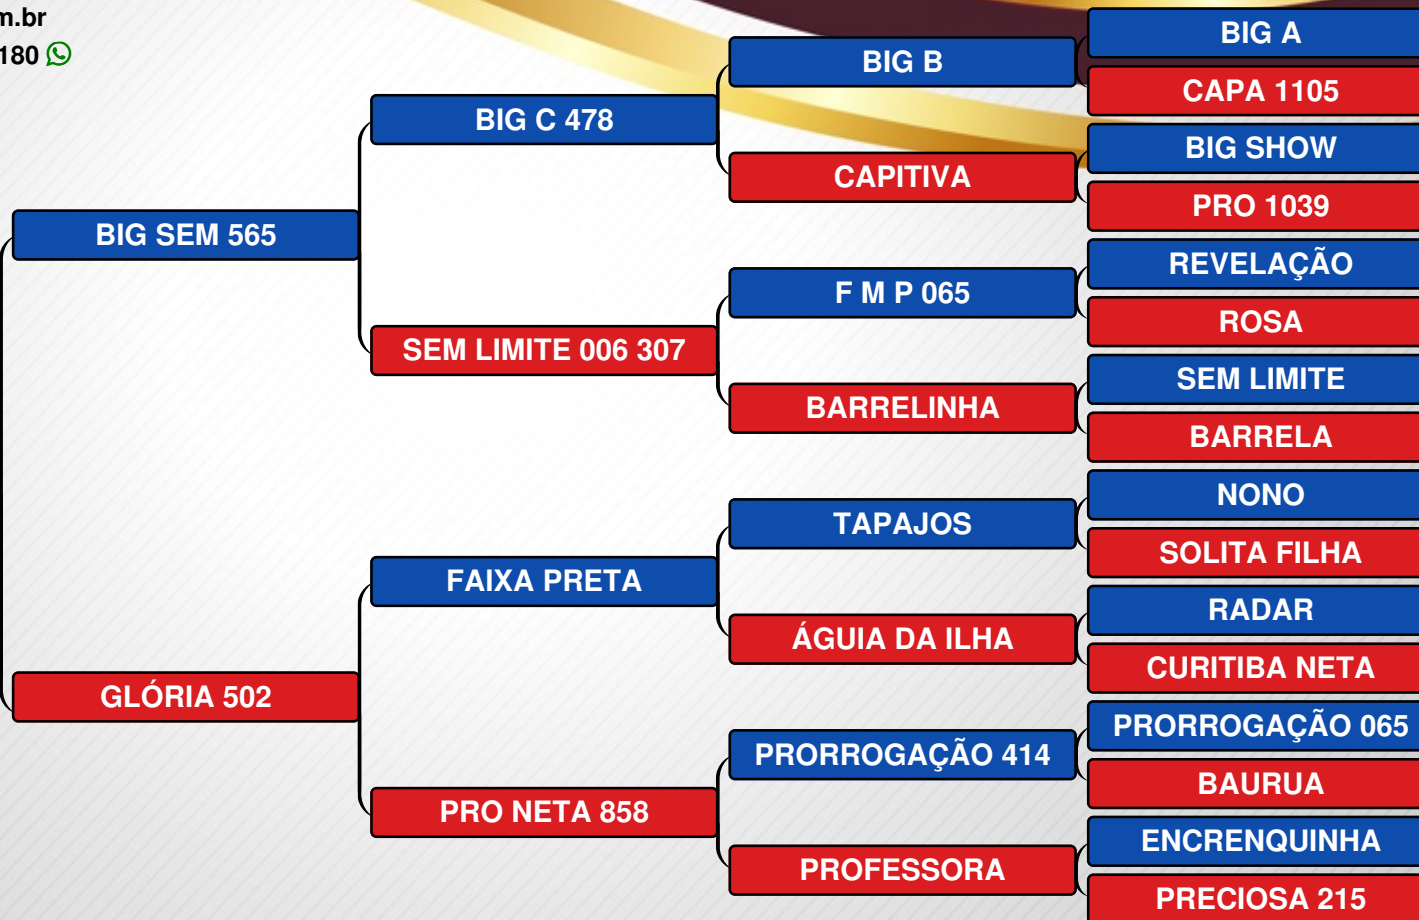 m.br
180
BIG SEM 565
GLÓRIA 502
BIG C 478
SEM LIMITE 006 307
FAIXA PRETA
PRO NETA 858
BIG B
CAPITIVA
F M P 065
BARRELINHA
TAPAJOS
ÁGUIA DA ILHA
PRORROGAÇÃO 414
PROFESSORA
BIG A
CAPA 1105
BIG SHOW
PRO 1039
REVELAÇÃO
ROSA
SEM LIMITE
BARRELA
NONO
SOLITA FILHA
RADAR
CURITIBA NETA
PRORROGAÇÃO 065
BAURUA
ENCRENQUINHA
PRECIOSA 215